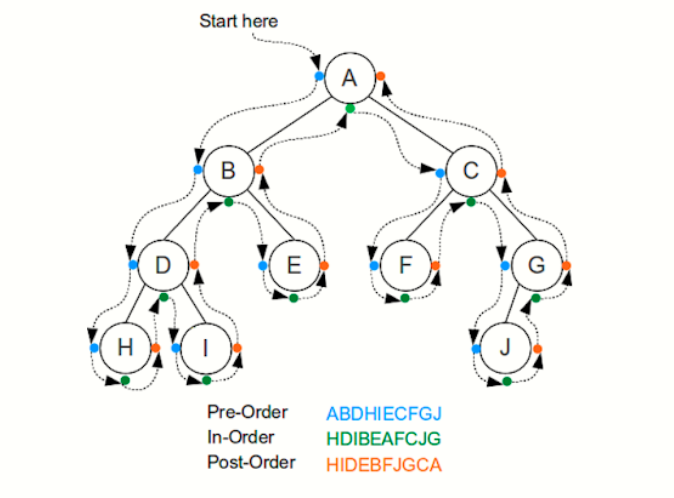 Start here
A
B
C
D
E
F
G
H
I
J
Pre-Order ABDHIECFGJ
In-Order HDIBEAFCJG
Post-Order HIDEBFJGCA